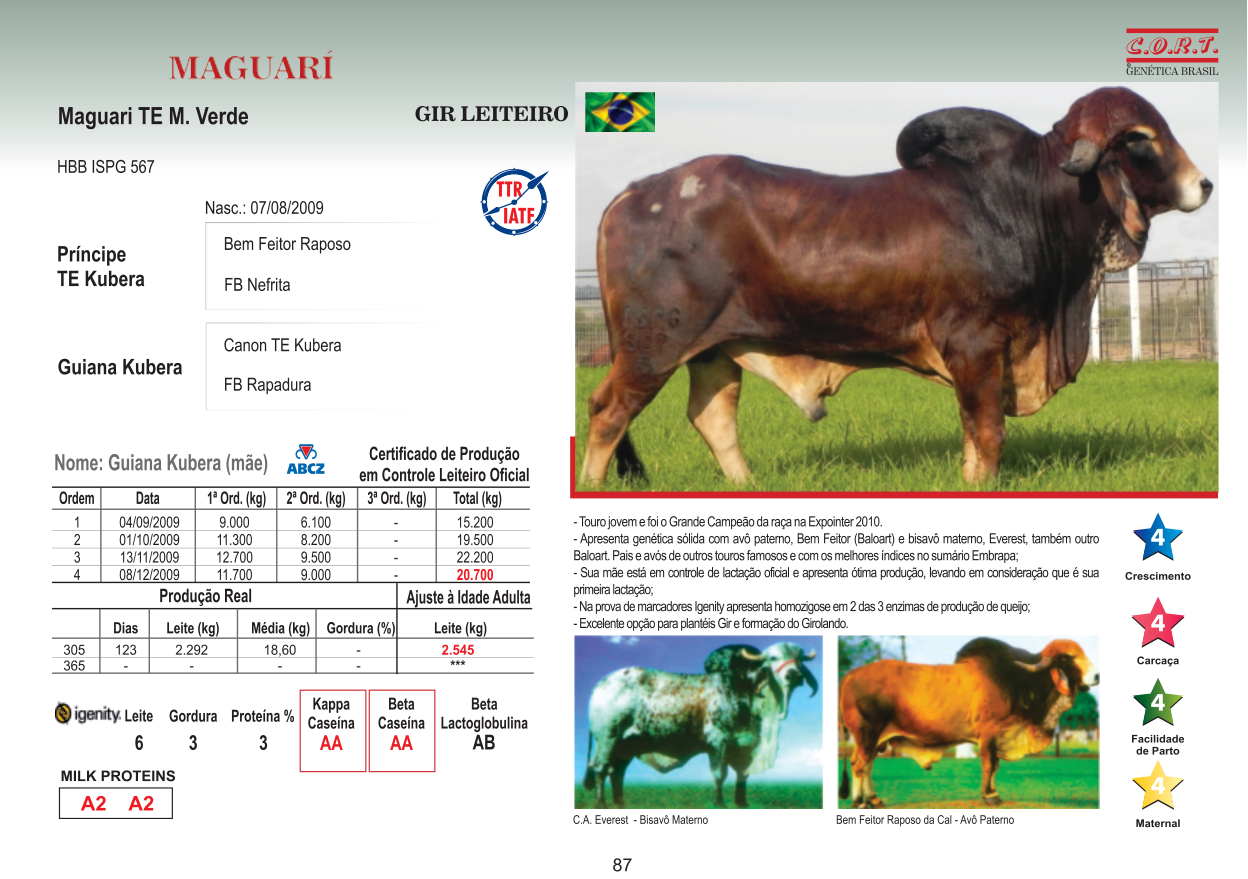 MAGUARÍ
C.O.R.T.
GENÉTICA BRASIL
Maguari TE M. Verde
GIR LEITEIRO
HBB ISPG 567
TTR
IATF
Nasc.: 07/08/2009
Príncipe
TE Kubera
Bem Feitor Raposo
FB Nefrita
Guiana Kubera
Canon TE Kubera
FB Rapadura
Nome: Guiana Kubera (mãe)
ABCZ
Certificado de Produção
em Controle Leiteiro Oficial
Ordem Data 1ª Ord. (kg) 2ª Ord. (kg) 3ª Ord. (kg) Total (kg)
1 04/09/2009 9.000 6.100 - 15.200
2 01/10/2009 11.300 8.200 - 19.500
3 13/11/2009 12.700 9.500 - 22.200
4 08/12/2009 11.700 9.000 - 20.700
Produção Real Ajuste à Idade Adulta
Dias Leite (kg) Média (kg) Gordura (%) Leite (kg)
305 123 2.292 18,60 - 2.545
365 - - - - ***
igenity Leite Gordura Proteína %
6 3 3
Kappa
Caseína
AA
Beta
Caseína
AA
Beta
Lactoglobulina
AB
MILK PROTEINS
A2 A2
- Touro jovem e foi o Grande Campeão da raça na Expointer 2010.
- Apresenta genética sólida com avô paterno, Bem Feitor (Baloart) e bisavô materno, Everest, também outro
Baloart. Pais e avós de outros touros famosos e com os melhores índices no sumário Embrapa;
- Sua mãe está em controle de lactação oficial e apresenta ótima produção, levando em consideração que é sua
primeira lactação;
- Na prova de marcadores Igenity apresenta homozigose em 2 das 3 enzimas de produção de queijo;
- Excelente opção para plantéis Gir e formação do Girolando.
C.A. Everest - Bisavô Materno
Bem Feitor Raposo da Cal - Avô Paterno
4
Crescimento
4
Carcaça
4
Facilidade
de Parto
4
Maternal
87